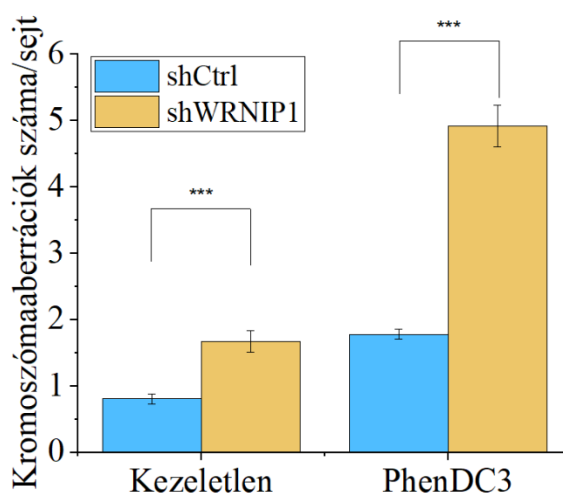 Kromoszómaaberrációk száma/sejt
6
5
4
3
2
1
0
shCtrl
shWRNIP1
***
***
Kezeletlen
PhenDC3